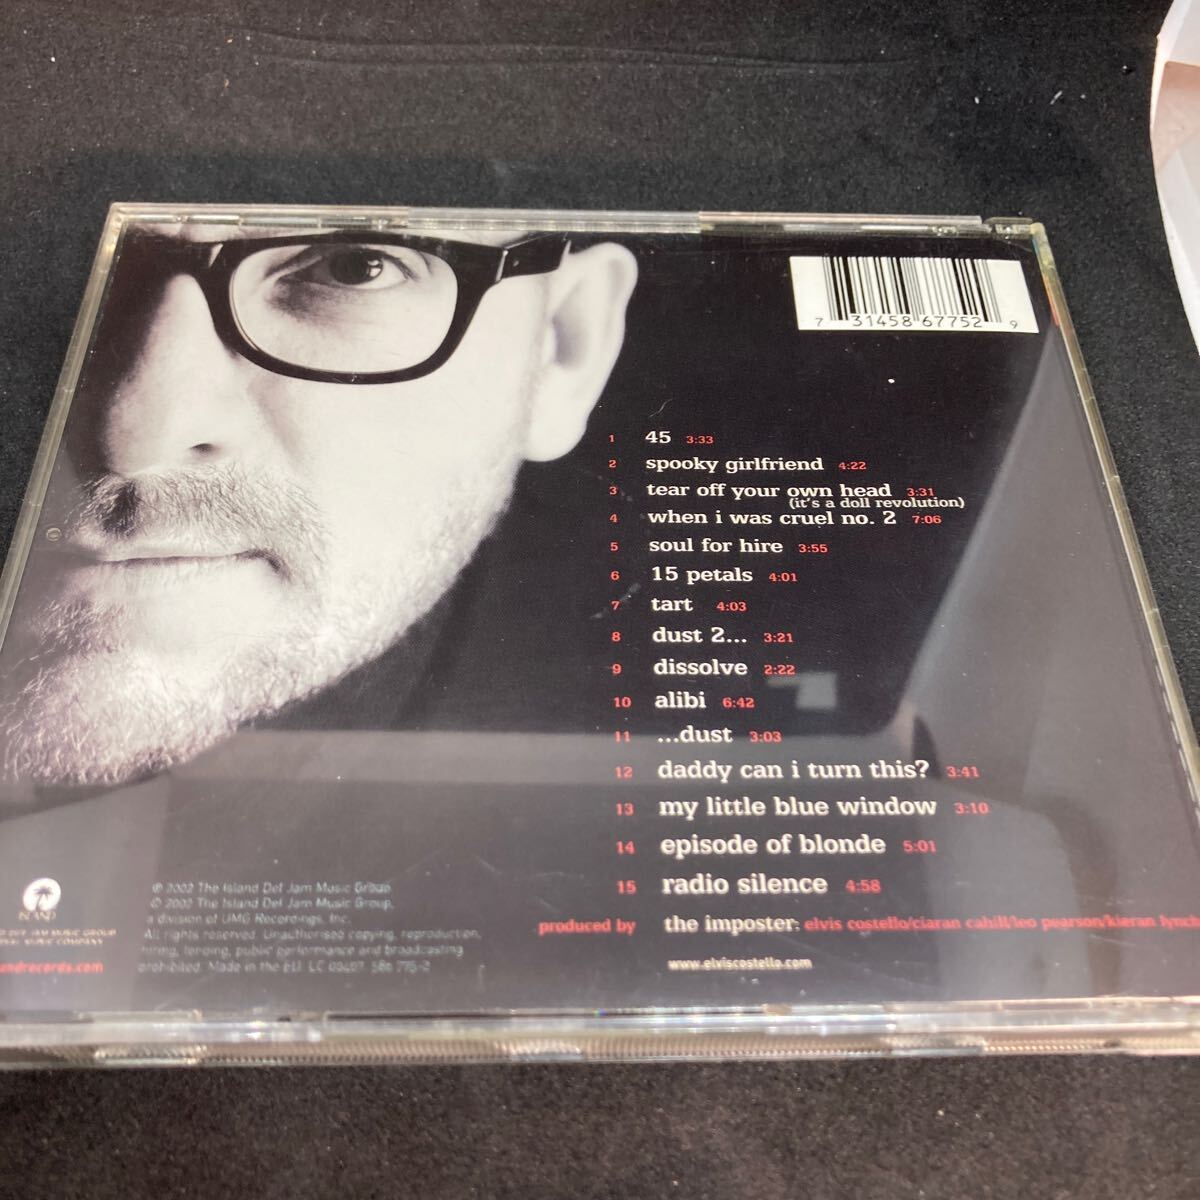 7 31458 67752 9
1 45 3:33
2 spooky girlfriend 4:22
3 tear off your own head 3:31
(it's a doll revolution)
4 when i was cruel no. 2 7:06
5 soul for hire 3:55
6 15 petals 4:01
7 tart 4:03
8 dust 2... 3:21
9 dissolve 2:22
10 alibi 6:42
11 ...dust 3:03
12 daddy can i turn this? 3:41
13 my little blue window 3:10
14 episode of blonde 5:01
15 radio silence 4:58
produced by the imposter: elvis costello/ciaran cahill/leo pearson/kieran lynch
www.elviscostello.com
ISLAND
DEF JAM MUSIC GROUP
MUSIC COMPANY
℗ 2002 The Island Def Jam Music Group.
© 2002 The Island Def Jam Music Group,
a division of UMG Recordings, Inc.
All rights reserved. Unauthorised copying, reproduction,
hiring, lending, public performance and broadcasting
prohibited. Made in the EU. LC 00407 586 775-2